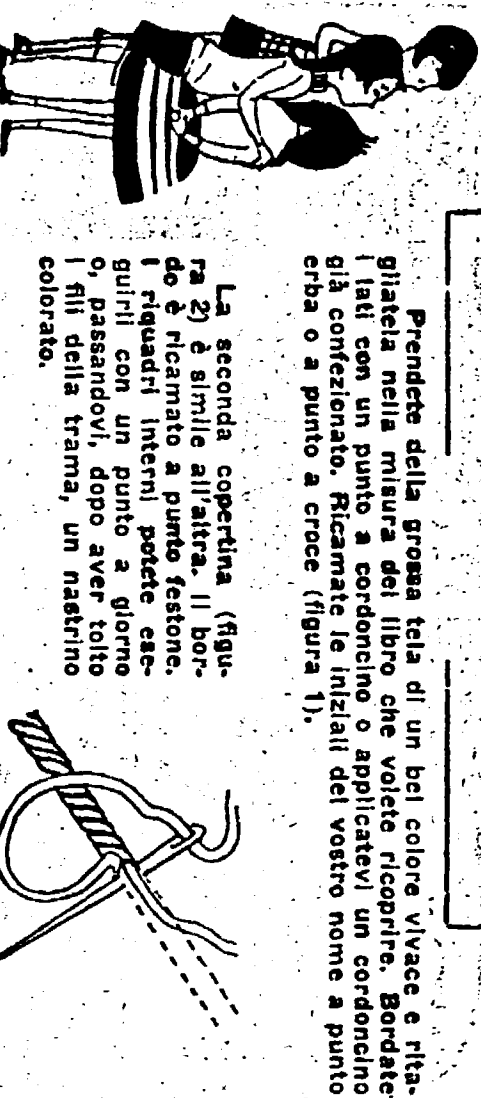 Prendete della grossa tela di un bel colore vivace e rita-
gliatela nella misura del libro che volete ricoprire. Bordate
i lati con un punto a cordoncino o applicatevi un cordoncino
già confezionato. Ricamate le iniziali del vostro nome a punto
erba o a punto a croce (figura 1).
La seconda copertina (figu-
ra 2) è simile all'altra. Il bor-
do è ricamato a punto festone.
I riquadri interni potete ese-
guirli con un punto a giorno
o, passandovi, dopo aver tolto
i fili della trama, un nastrino
colorato.